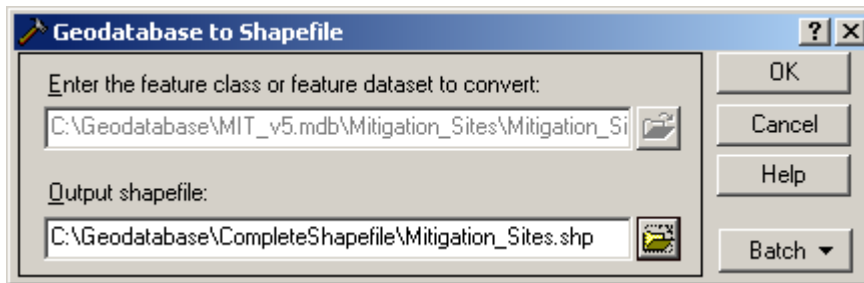 Geodatabase to Shapefile
Enter the feature class or feature dataset to convert:
C:\Geodatabase\MIT_v5.mdb\Mitigation_Sites\Mitigation_Si
Output shapefile:
C:\Geodatabase\CompleteShapefile\Mitigation_Sites.shp
OK
Cancel
Help
Batch